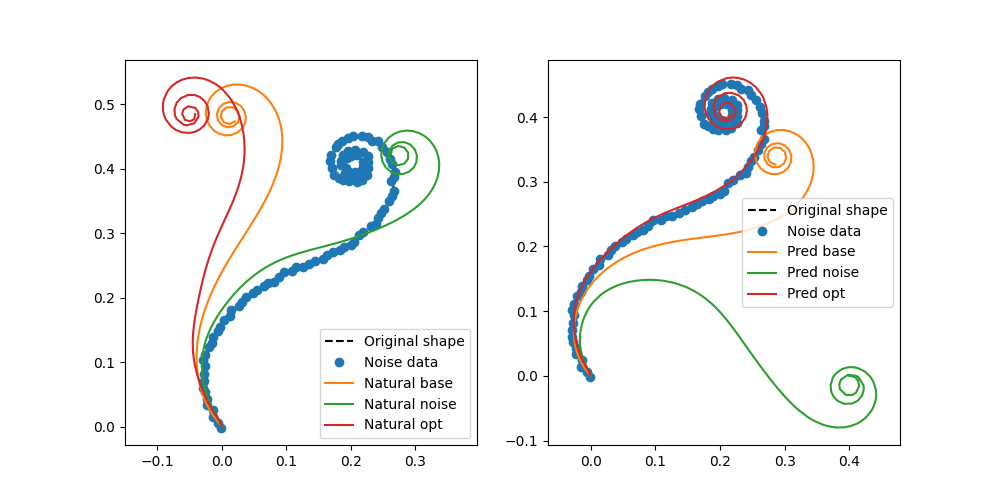 0.5
0.4
0.3
0.2
0.1
0.0
−0.1 0.0 0.1 0.2 0.3
Original shape
Noise data
Natural base
Natural noise
Natural opt
0.4
0.3
0.2
0.1
0.0
−0.1
0.0 0.1 0.2 0.3 0.4
Original shape
Noise data
Pred base
Pred noise
Pred opt